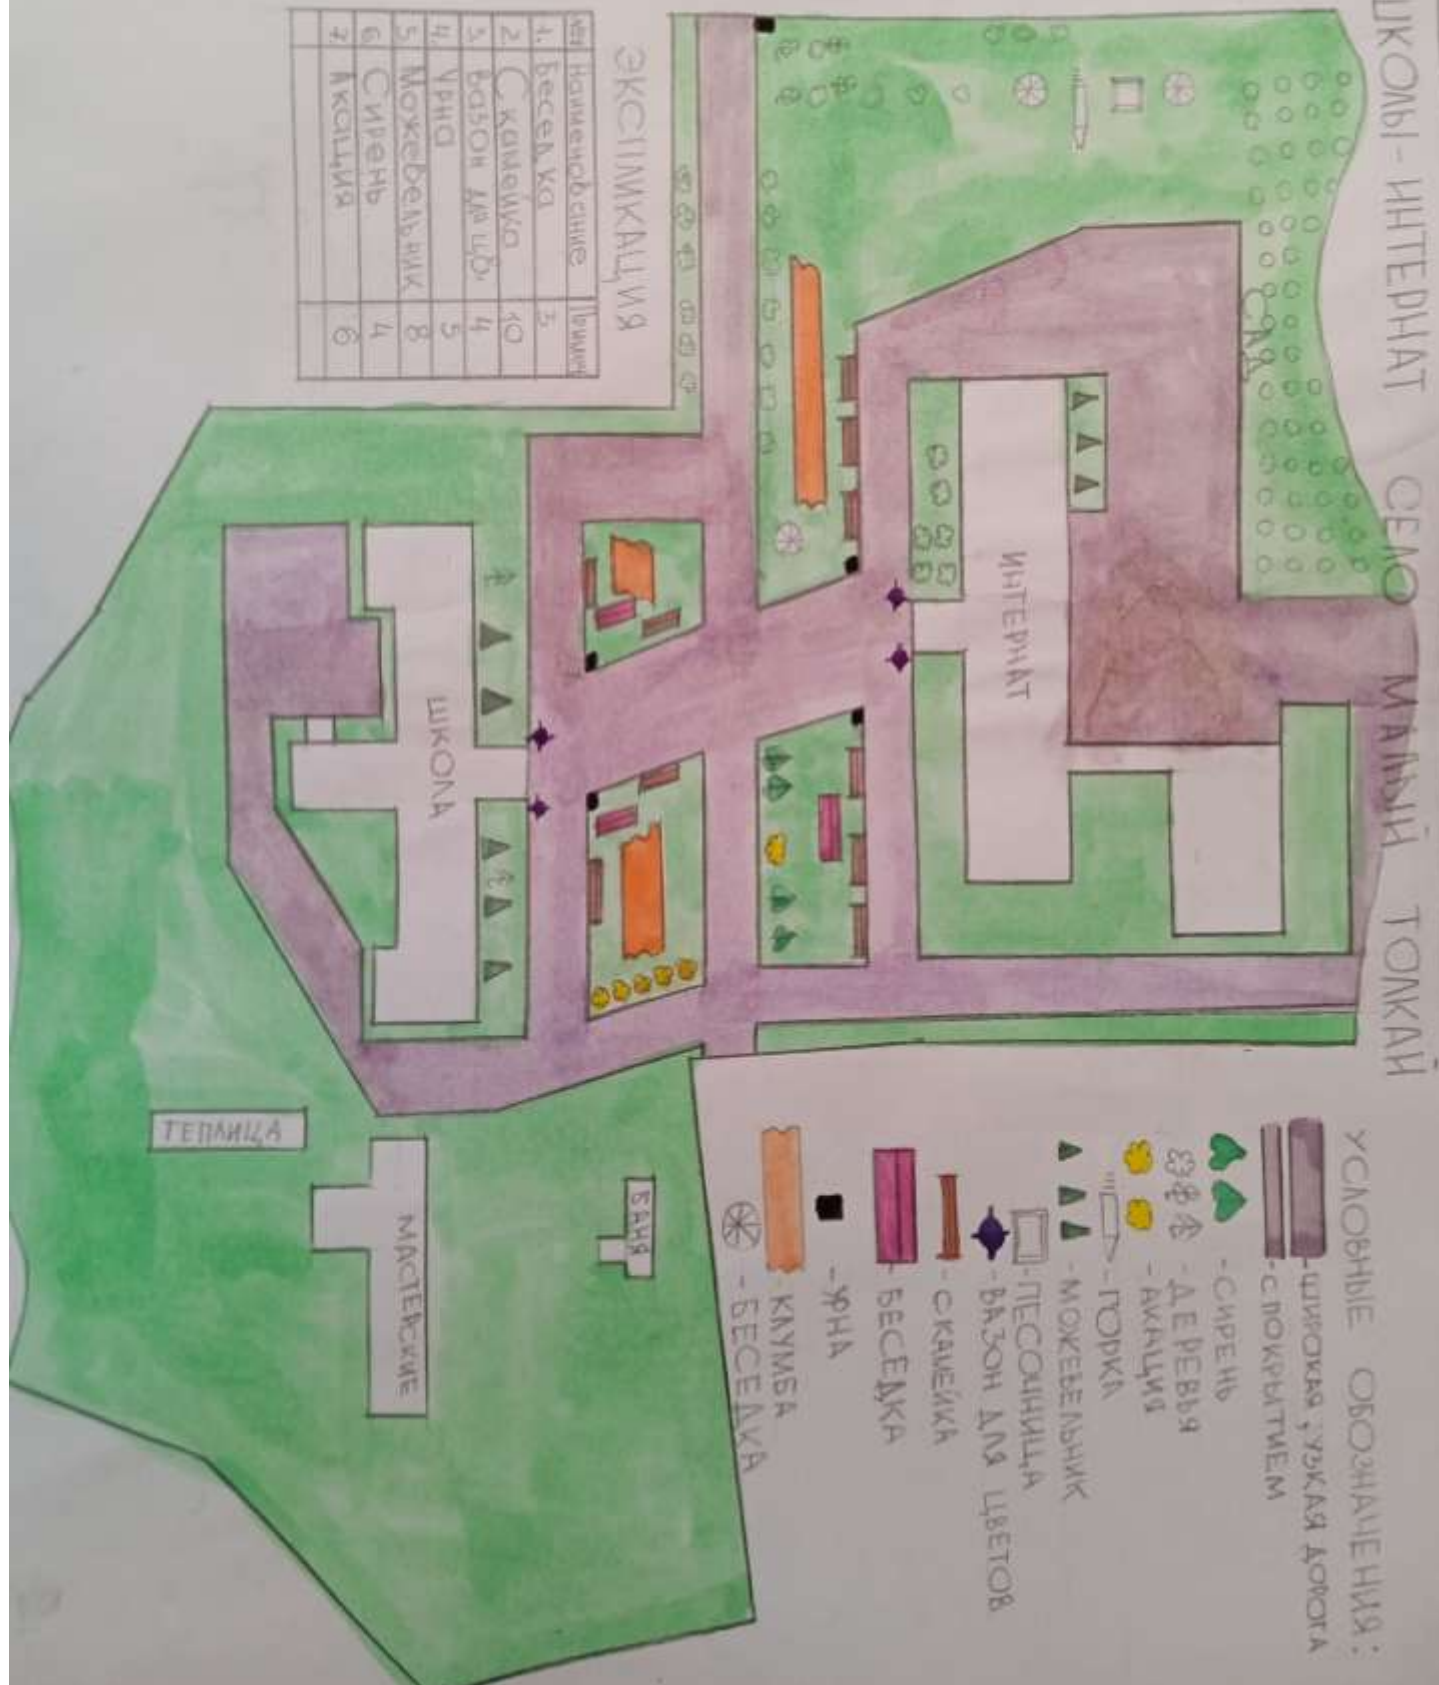 ШКОЛЫ-ИНТЕРНАТ СЕЛО МАЛЫЙ ТОЛКАЙ
САД
ИНТЕРНАТ
ШКОЛА
ТЕПЛИЦА
МАСТЕРСКИЕ
БАНЯ
УСЛОВНЫЕ ОБОЗНАЧЕНИЯ:
-ШИРОКАЯ, УЗКАЯ ДОРОГА
-С ПОКРЫТИЕМ
-СИРЕНЬ
-ДЕРЕВЬЯ
-АКАЦИЯ
-ГОРКА
-МОЖЕВЕЛЬНИК
-ПЕСОЧНИЦА
-ВАЗОН ДЛЯ ЦВЕТОВ
-СКАМЕЙКА
-БЕСЕДКА
-УРНА
-КЛУМБА
-БЕСЕДКА
ЭКСПЛИКАЦИЯ
Наименование
1. Беседка 3
2 Скамейка 10
3. Вазон для цв. 4
4. Урна 5
5. Можевельник 8
6. Сирень 4
7. Акация 6